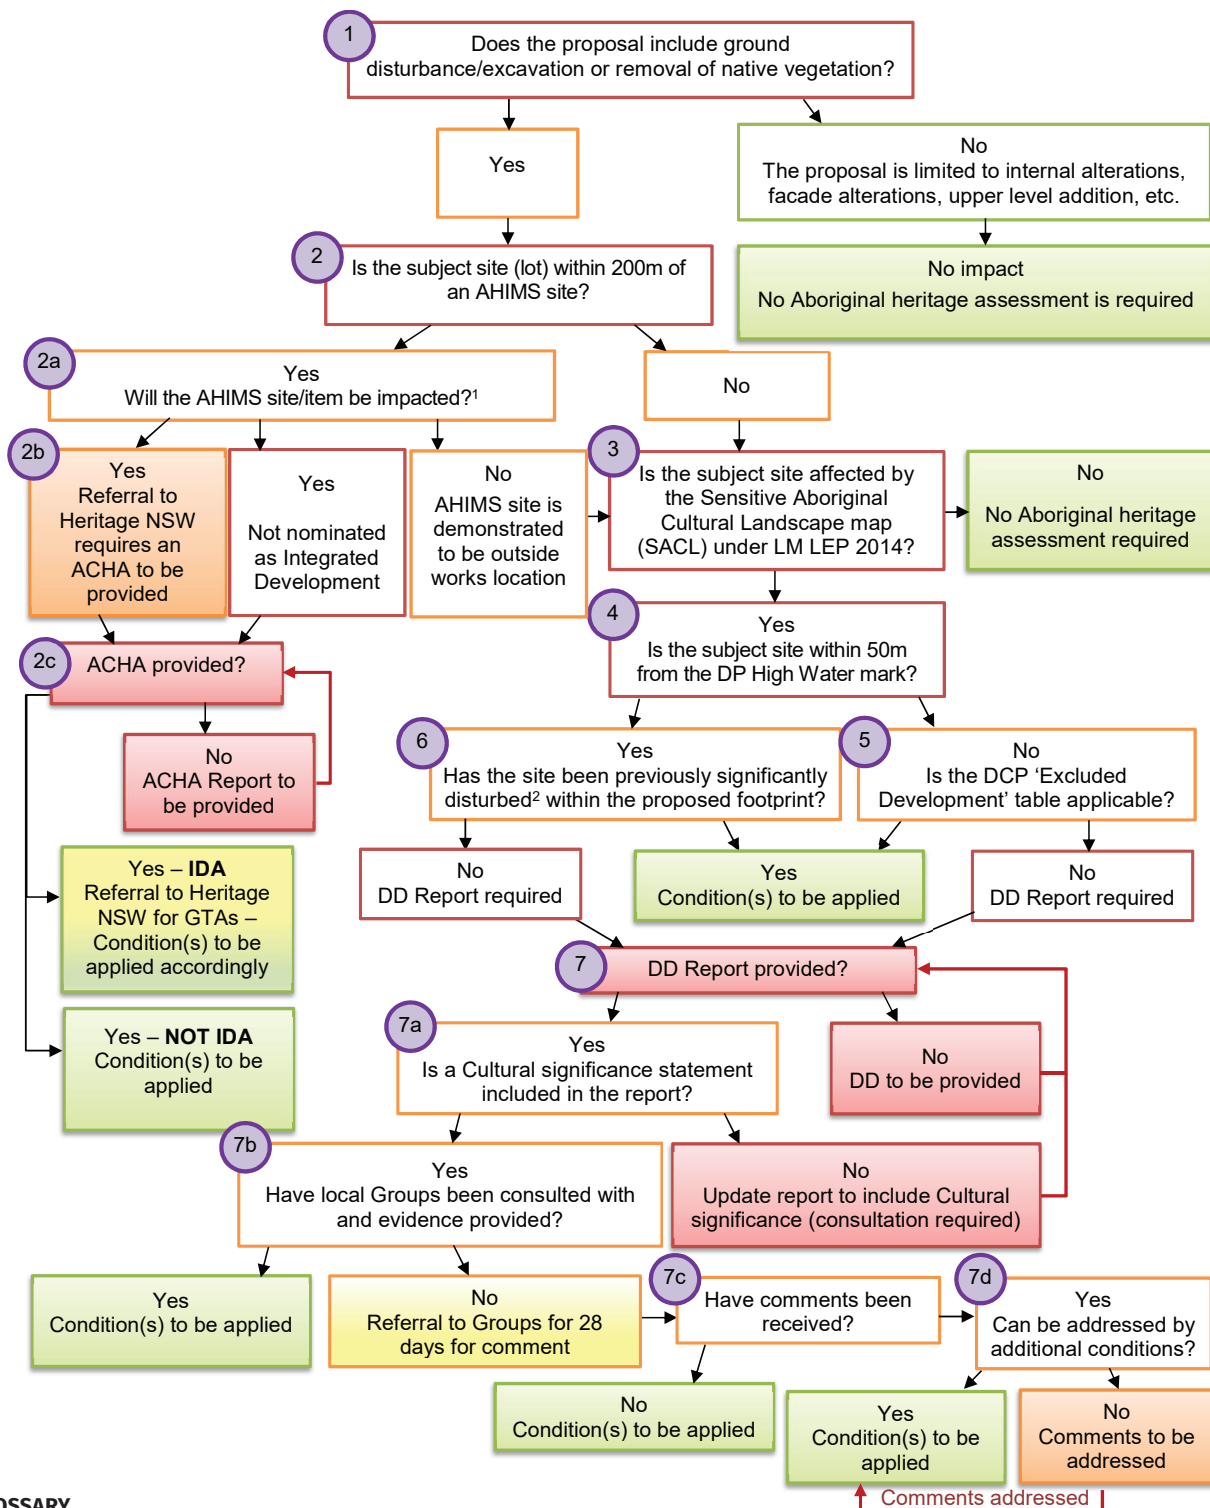 1
Does the proposal include ground
disturbance/excavation or removal of native vegetation?
Yes
No
The proposal is limited to internal alterations,
facade alterations, upper level addition, etc.
2
Is the subject site (lot) within 200m of
an AHIMS site?
No impact
No Aboriginal heritage assessment is required
2a
Yes
Will the AHIMS site/item be impacted?¹
No
2b
Yes
Referral to
Heritage NSW
requires an
ACHA to be
provided
Yes
Not nominated
as Integrated
Development
No
AHIMS site is
demonstrated
to be outside
works location
3
Is the subject site affected by
the Sensitive Aboriginal
Cultural Landscape map
(SACL) under LM LEP 2014?
No
No Aboriginal heritage
assessment required
2c
ACHA provided?
4
Yes
Is the subject site within 50m
from the DP High Water mark?
No
ACHA Report to
be provided
6
Yes
Has the site been previously significantly
disturbed² within the proposed footprint?
5
No
Is the DCP ‘Excluded
Development’ table applicable?
Yes – IDA
Referral to Heritage
NSW for GTAs –
Condition(s) to be
applied accordingly
No
DD Report required
Yes
Condition(s) to be applied
No
DD Report required
7
DD Report provided?
Yes – NOT IDA
Condition(s) to be
applied
7a
Yes
Is a Cultural significance statement
included in the report?
No
DD to be provided
7b
Yes
Have local Groups been consulted with
and evidence provided?
No
Update report to include Cultural
significance (consultation required)
Yes
Condition(s) to be applied
No
Referral to Groups for 28
days for comment
7c
Have comments been
received?
7d
Yes
Can be addressed by
additional conditions?
No
Condition(s) to be applied
Yes
Condition(s) to be
applied
No
Comments to be
addressed
Comments addressed
OSSARY